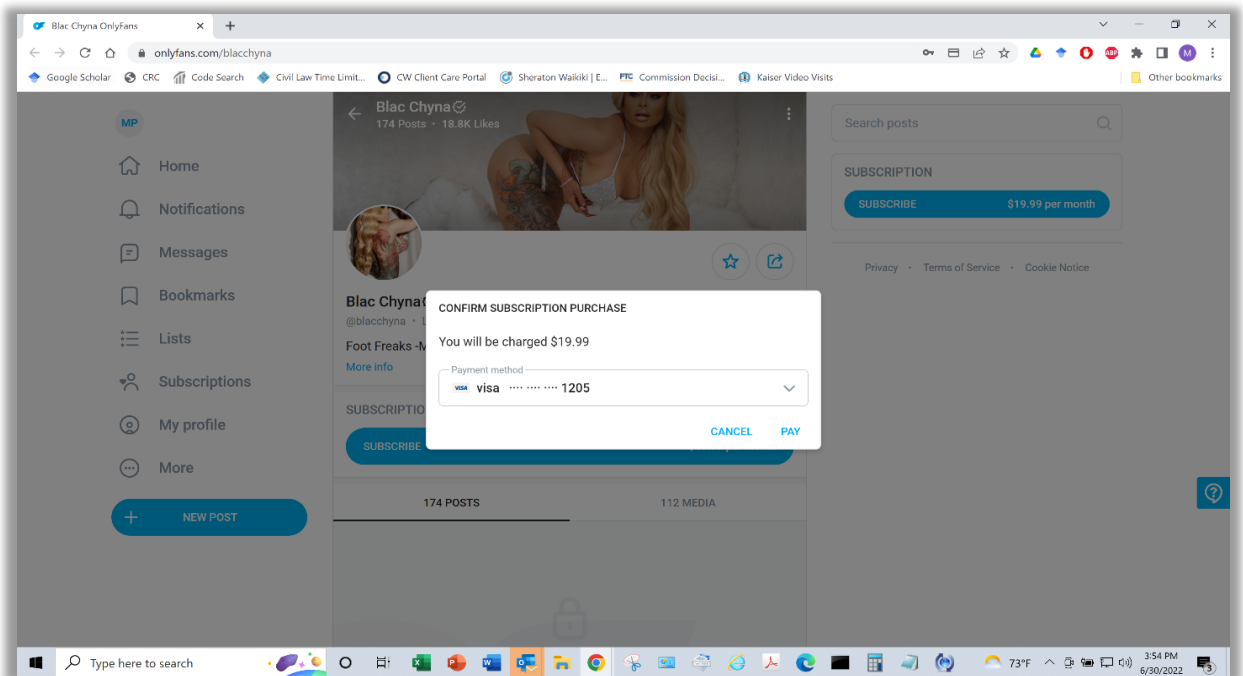 Blac Chyna OnlyFans
onlyfans.com/blacchyna
Google Scholar CRC Code Search Civil Law Time Limit... CW Client Care Portal Sheraton Waikiki | E... FTC Commission Decisi... Kaiser Video Visits Other bookmarks
MP
Home
Notifications
Messages
Bookmarks
Lists
Subscriptions
My profile
More
NEW POST
Blac Chyna
174 Posts · 18.8K Likes
Blac Chyna
@blacchyna ·
Foot Freaks -
More info
SUBSCRIPTIO
SUBSCRIBE
174 POSTS 112 MEDIA
CONFIRM SUBSCRIPTION PURCHASE
You will be charged $19.99
Payment method
VISA visa ···· ···· ···· 1205
CANCEL PAY
Search posts
SUBSCRIPTION
SUBSCRIBE $19.99 per month
Privacy · Terms of Service · Cookie Notice
ABP
M
Type here to search
73°F
3:54 PM
6/30/2022
3